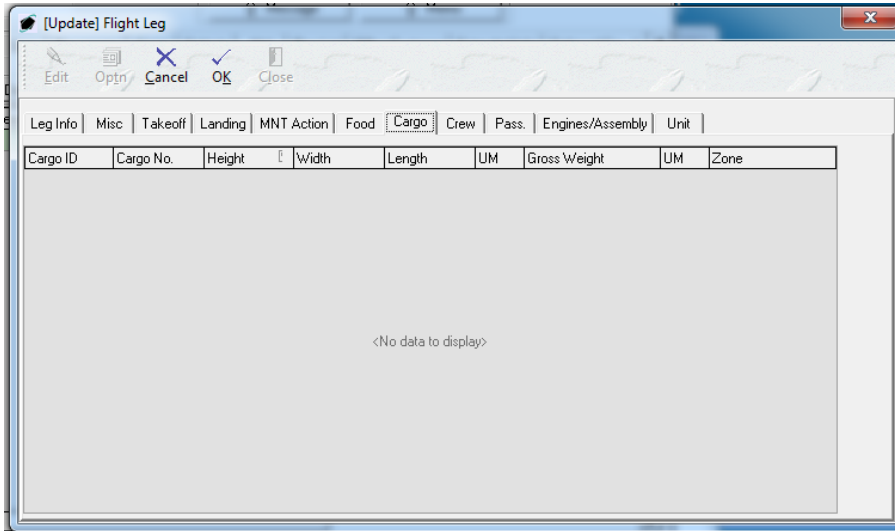 [Update] Flight Leg
Edit Optn Cancel OK Close
Leg Info Misc Takeoff Landing MNT Action Food Cargo Crew Pass. Engines/Assembly Unit
Cargo ID Cargo No. Height Width Length UM Gross Weight UM Zone
<No data to display>